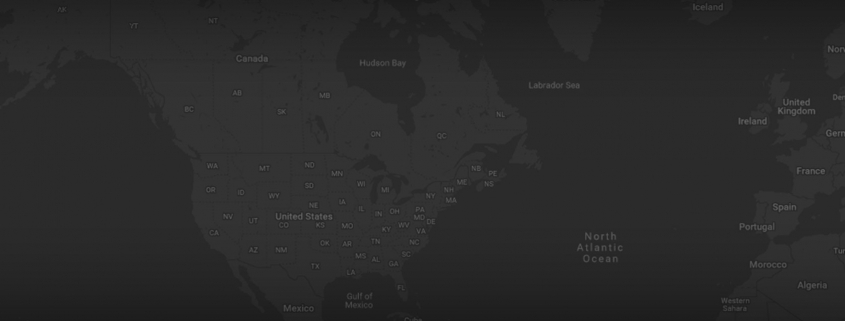 AK
YT
NT
Iceland
Canada
Hudson Bay
Labrador Sea
AB
MB
BC
SK
NL
ON
QC
United
Kingdom
Ireland
France
WA
MT
ND
MN
NB
PE
OR
ID
WY
SD
WI
MI
ME
NS
NH
NE
IA
NY
MA
NV
UT
United States
CO
KS
IL
IN
OH
PA
MD
DE
MO
KY
WV
VA
CA
AZ
NM
OK
AR
TN
NC
MS
AL
SC
GA
TX
LA
FL
Spain
Portugal
North
Atlantic
Ocean
Morocco
Algeria
Gulf of
Mexico
Mexico
Western
Sahara
Nor
Den
Gern
Tur